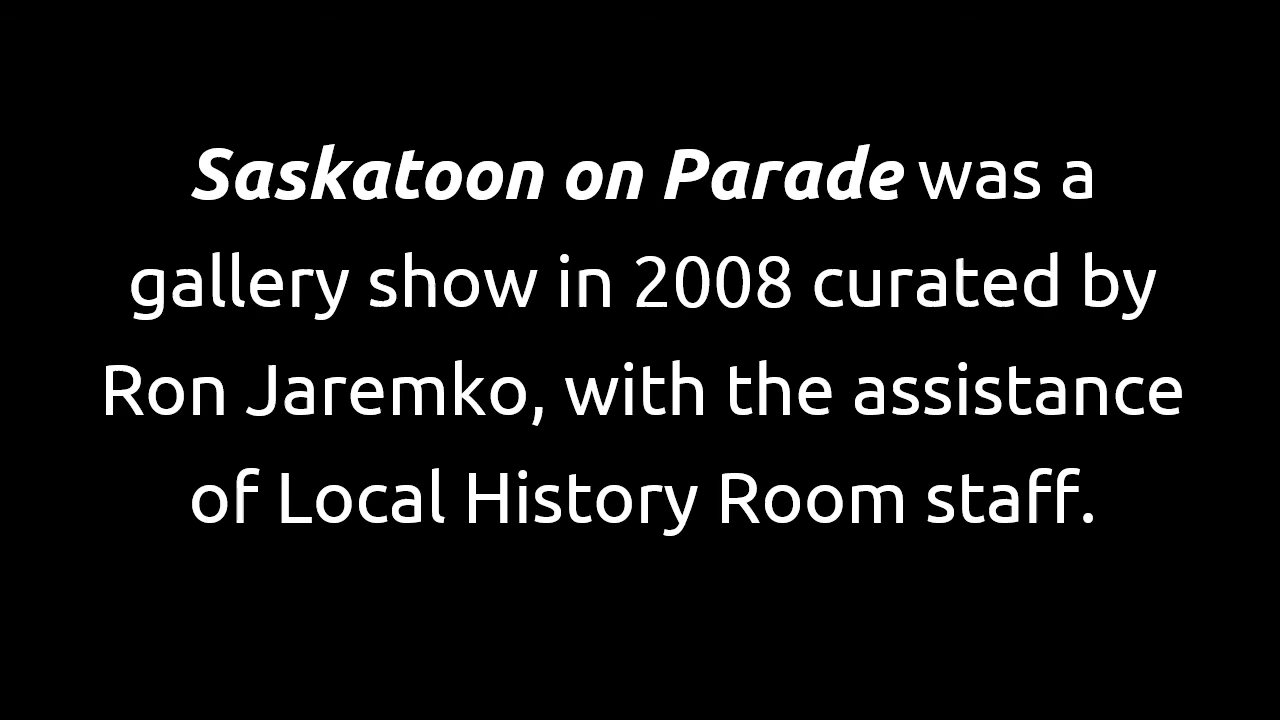 Saskatoon on Parade was a
gallery show in 2008 curated by
Ron Jaremko, with the assistance
of Local History Room staff.